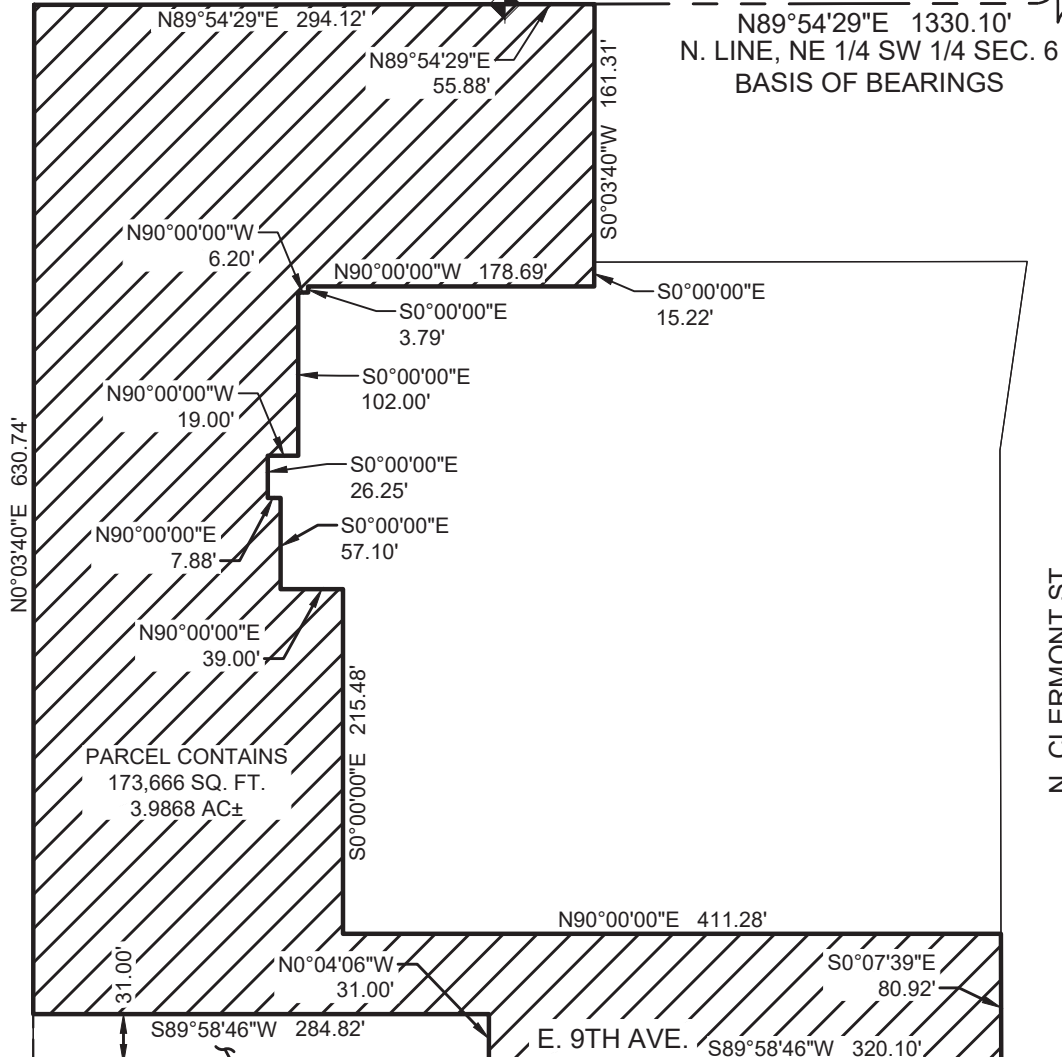 N89°54'29"E 294.12'
N89°54'29"E
55.88'
N89°54'29"E 1330.10'
N. LINE, NE 1/4 SW 1/4 SEC. 6
BASIS OF BEARINGS
S0°03'40"W 161.31'
N90°00'00"W
6.20'
N90°00'00"W 178.69'
S0°00'00"E
15.22'
S0°00'00"E
3.79'
S0°00'00"E
102.00'
N90°00'00"W
19.00'
S0°00'00"E
26.25'
N0°03'40"E 630.74'
N90°00'00"E
7.88'
S0°00'00"E
57.10'
N90°00'00"E
39.00'
S0°00'00"E 215.48'
N. CLERMONT ST.
PARCEL CONTAINS
173,666 SQ. FT.
3.9868 AC±
N90°00'00"E 411.28'
31.00'
N0°04'06"W
31.00'
S0°07'39"E
80.92'
S89°58'46"W 284.82'
E. 9TH AVE.
S89°58'46"W 320.10'